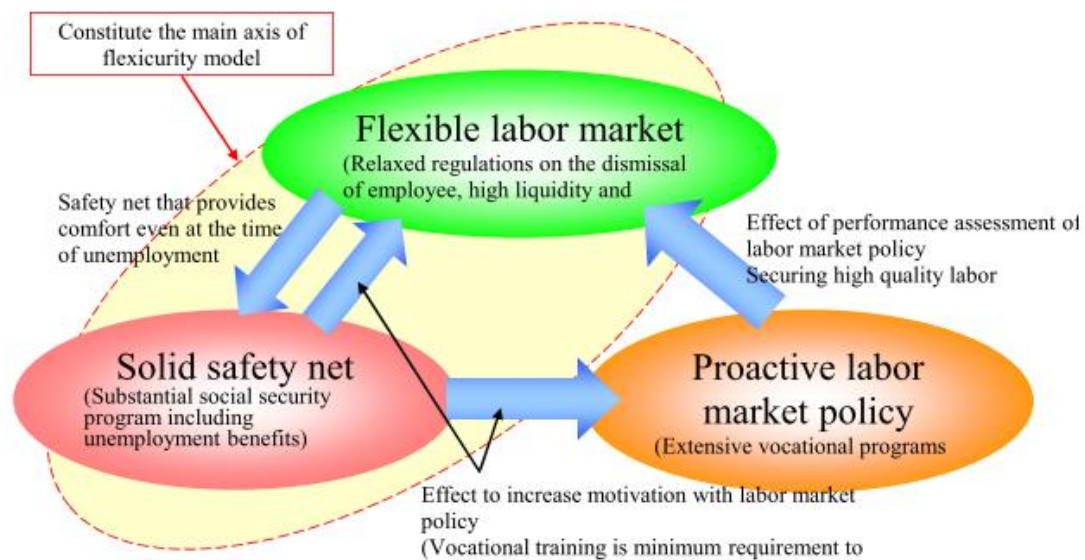 Constitute the main axis of
flexicurity model
Flexible labor market
(Relaxed regulations on the dismissal
of employee, high liquidity and
Safety net that provides
comfort even at the time
of unemployment
Effect of performance assessment of
labor market policy
Securing high quality labor
Solid safety net
(Substantial social security
program including
unemployment benefits)
Proactive labor
market policy
(Extensive vocational programs
Effect to increase motivation with labor market
policy
(Vocational training is minimum requirement to